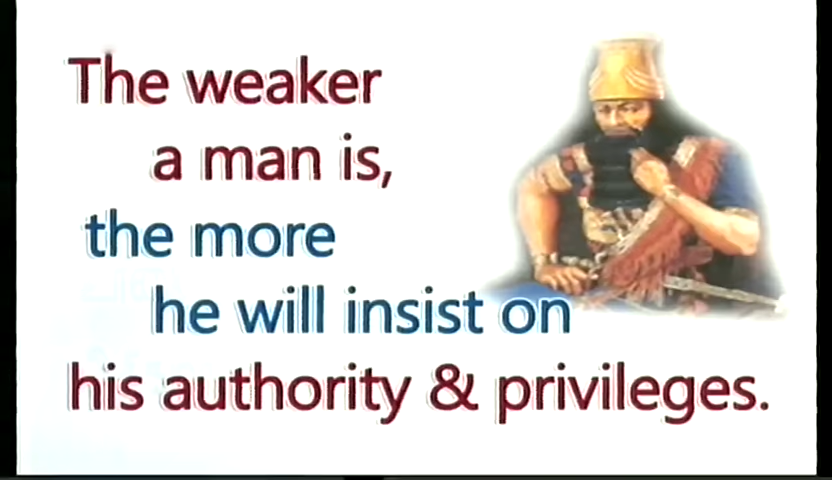 The weaker
a man is,
the more
he will insist on
his authority & privileges.